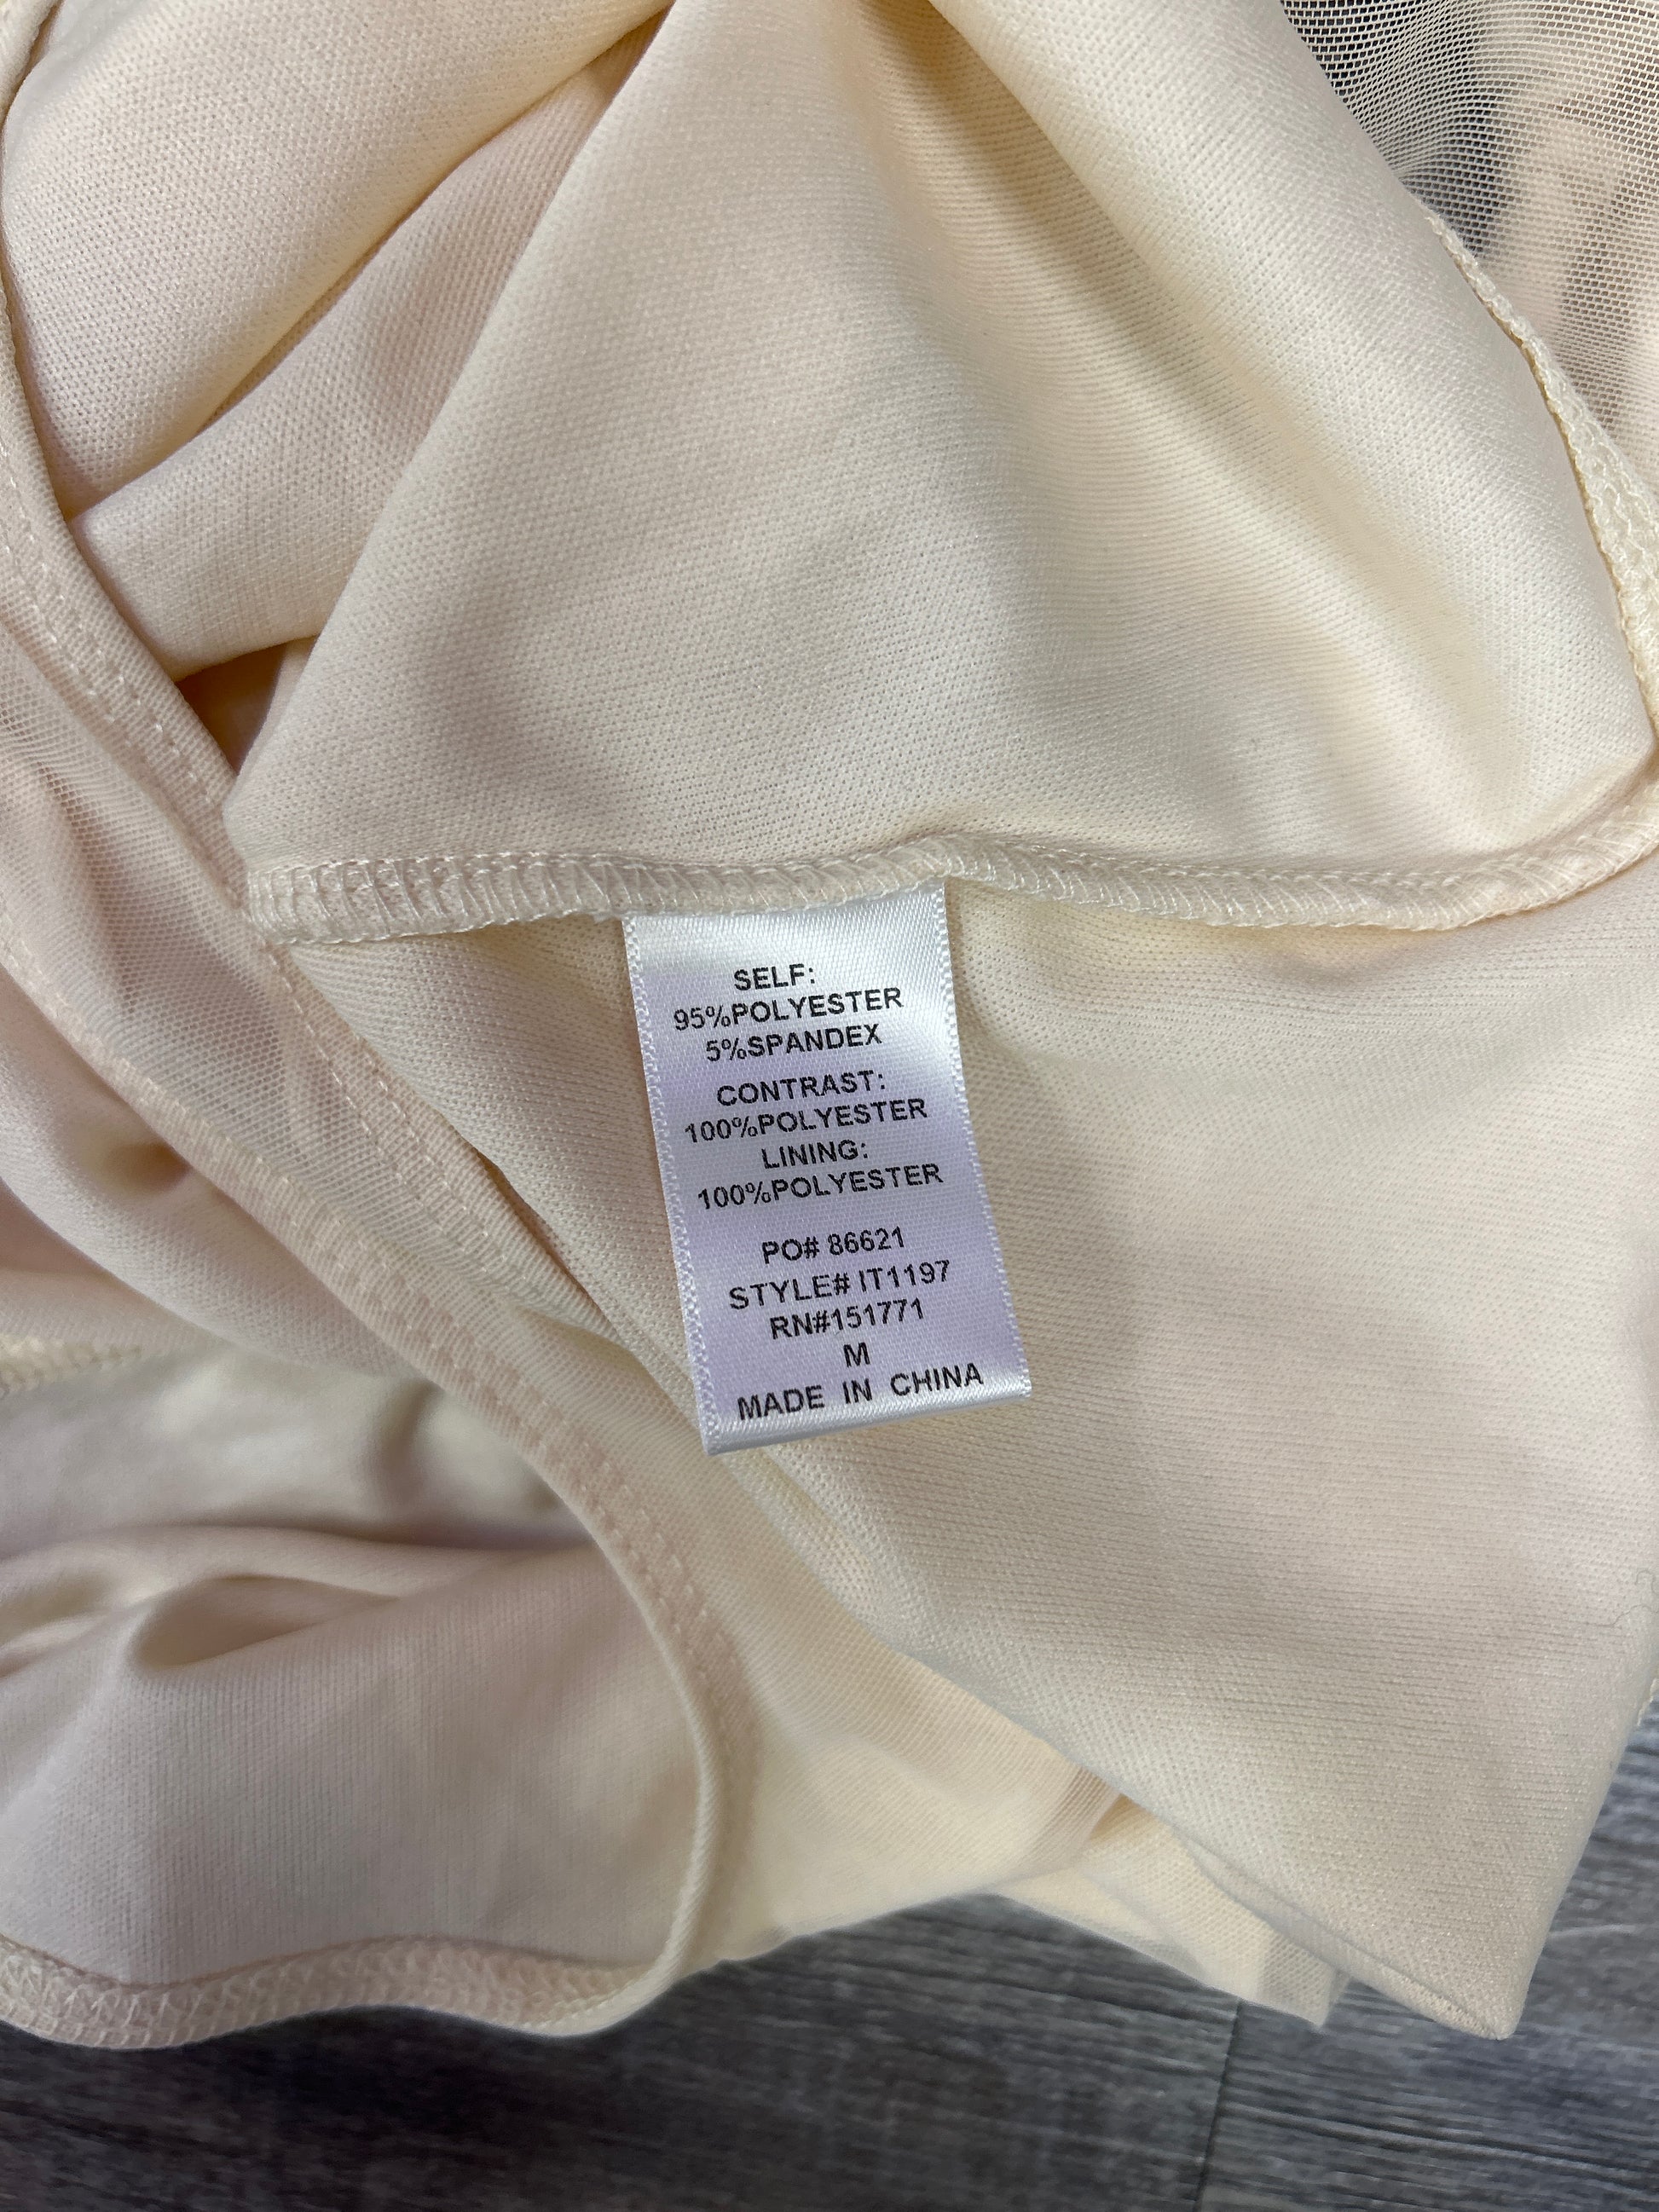 SELF:
95%POLYESTER
5%SPANDEX
CONTRAST:
100%POLYESTER
LINING:
100%POLYESTER
PO# 86621
STYLE# IT1197
RN#151771
M
MADE IN CHINA